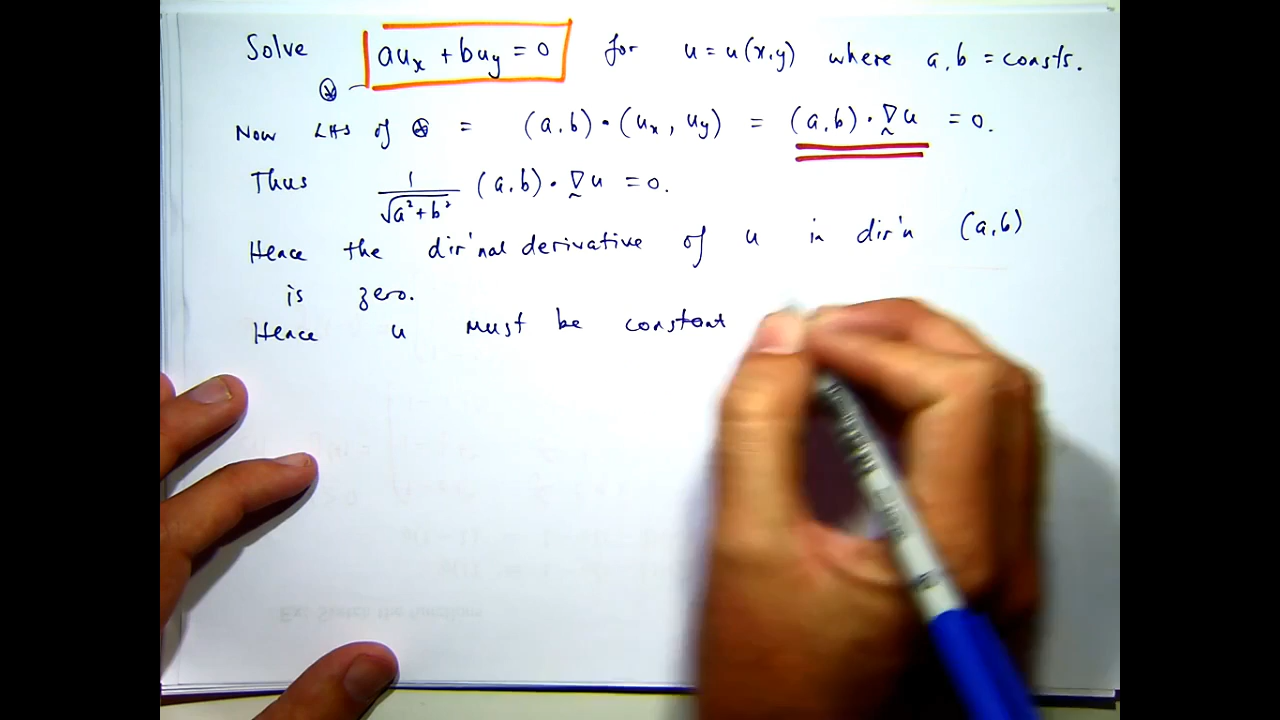 Solve au_x + bu_y = 0 for u = u(x,y) where a,b = consts.
⊛
Now LHS of ⊛ = (a,b)•(u_x, u_y) = (a,b)•∇u = 0.
Thus 1/√(a²+b²) (a,b)•∇u = 0.
Hence the dir'nal derivative of u in dir'n (a,b)
is zero.
Hence u must be constant